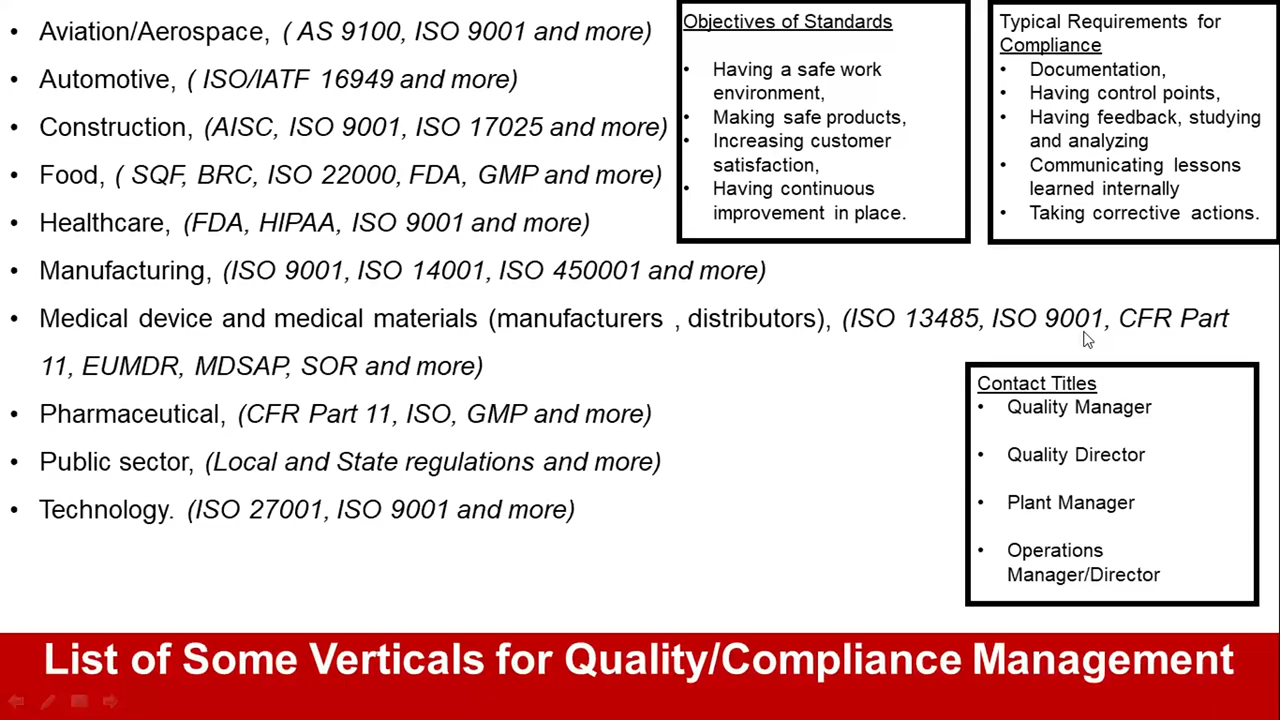 • Aviation/Aerospace, ( AS 9100, ISO 9001 and more)
• Automotive, ( ISO/IATF 16949 and more)
• Construction, (AISC, ISO 9001, ISO 17025 and more)
• Food, ( SQF, BRC, ISO 22000, FDA, GMP and more)
• Healthcare, (FDA, HIPAA, ISO 9001 and more)
• Manufacturing, (ISO 9001, ISO 14001, ISO 450001 and more)
• Medical device and medical materials (manufacturers , distributors), (ISO 13485, ISO 9001, CFR Part
11, EUMDR, MDSAP, SOR and more)
• Pharmaceutical, (CFR Part 11, ISO, GMP and more)
• Public sector, (Local and State regulations and more)
• Technology. (ISO 27001, ISO 9001 and more)
Objectives of Standards
• Having a safe work
environment,
• Making safe products,
• Increasing customer
satisfaction,
• Having continuous
improvement in place.
Typical Requirements for
Compliance
• Documentation,
• Having control points,
• Having feedback, studying
and analyzing
• Communicating lessons
learned internally
• Taking corrective actions.
Contact Titles
• Quality Manager
• Quality Director
• Plant Manager
• Operations
Manager/Director
List of Some Verticals for Quality/Compliance Management